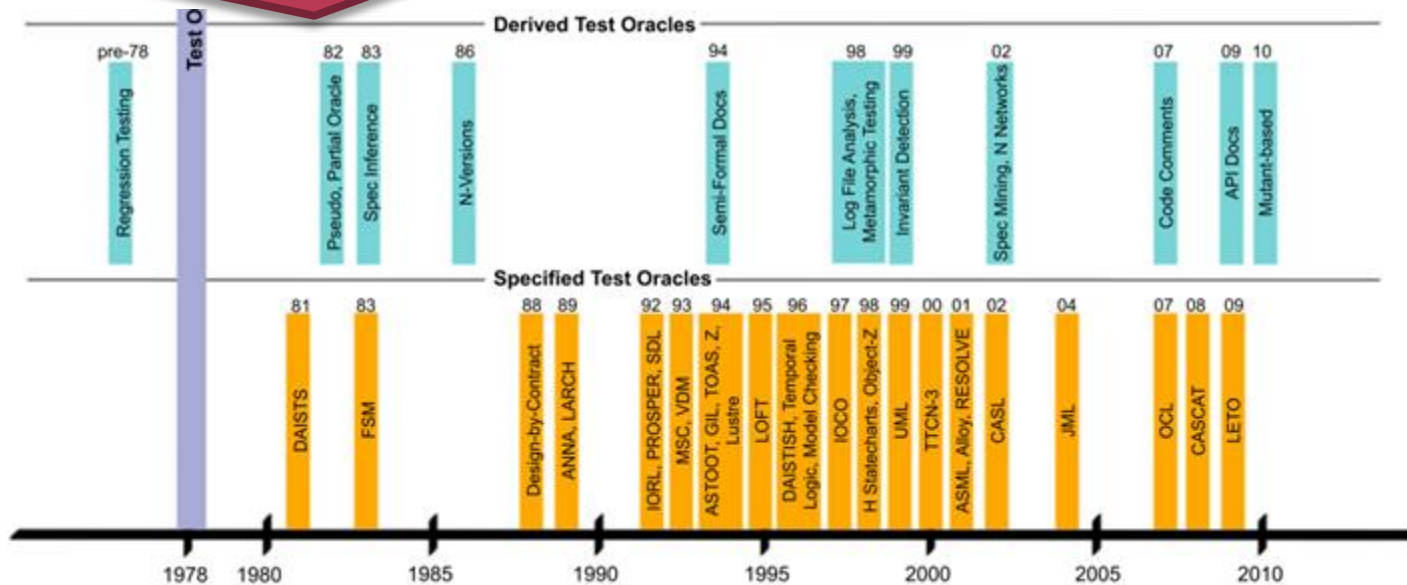 Derived Test Oracles
pre-78
82
83
86
94
98
99
02
07
09
10
Test O
Regression Testing
Pseudo, Partial Oracle
Spec Inference
N-Versions
Semi-Formal Docs
Log File Analysis,
Metamorphic Testing
Invariant Detection
Spec Mining, N Networks
Code Comments
API Docs
Mutant-based
Specified Test Oracles
81
83
88
89
92
93
94
95
96
97
98
99
00
01
02
04
07
08
09
DAISTS
FSM
Design-by-Contract
ANNA, LARCH
IORL, PROSPER, SDL
MSC, VDM
ASTOOT, GIL, TOAS, Z,
Lustre
LOFT
DAISTISH, Temporal
Logic, Model Checking
IOCO
H Statecharts, Object-Z
UML
TTCN-3
ASML, Alloy, RESOLVE
CASL
JML
OCL
CASCAT
LETO
1978
1980
1985
1990
1995
2000
2005
2010